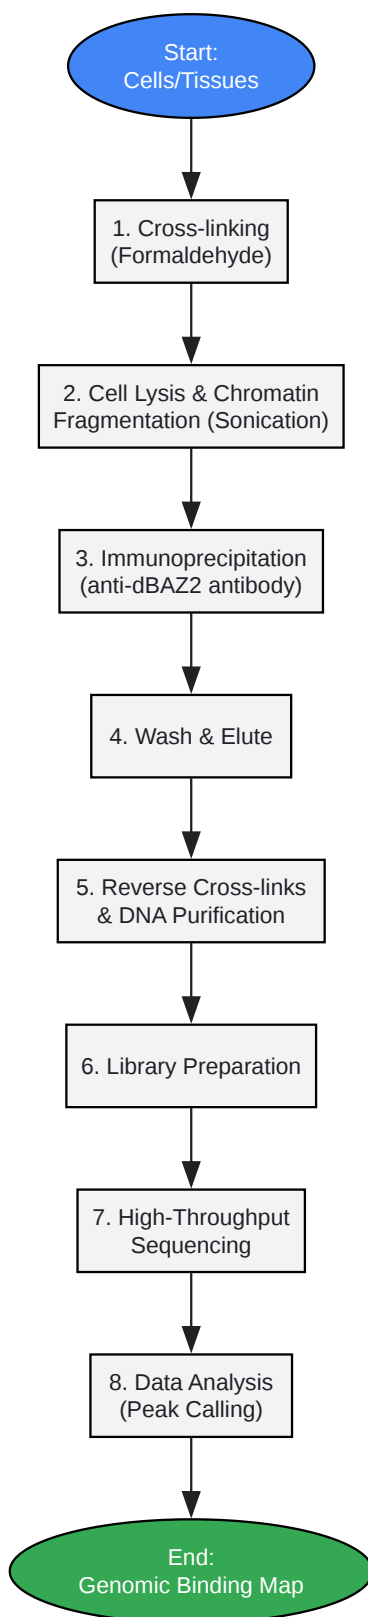 Start:
Cells/Tissues
1. Cross-linking
(Formaldehyde)
2. Cell Lysis & Chromatin
Fragmentation (Sonication)
3. Immunoprecipitation
(anti-dBAZ2 antibody)
4. Wash & Elute
5. Reverse Cross-links
& DNA Purification
6. Library Preparation
7. High-Throughput
Sequencing
8. Data Analysis
(Peak Calling)
End:
Genomic Binding Map